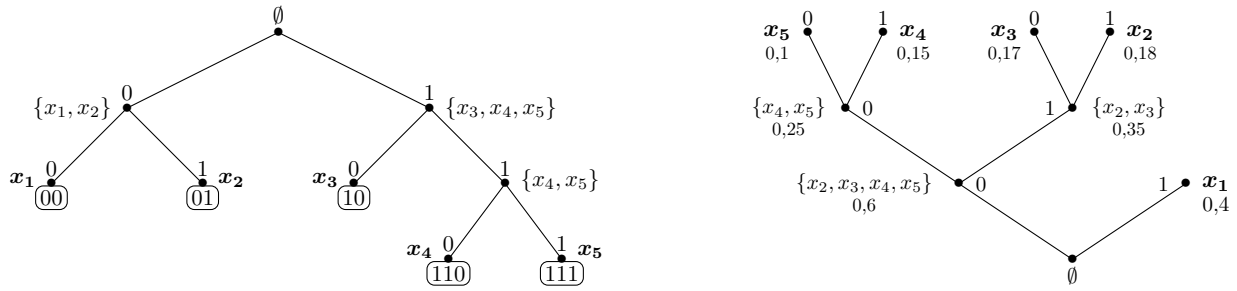 ∅
0 1
{x₁, x₂} {x₃, x₄, x₅}
0 1 0 1
x₁ x₂ x₃ {x₄, x₅}
00 01 10
0 1
x₄ x₅
110 111
0 1 0 1
x₅ x₄ x₃ x₂
0,1 0,15 0,17 0,18
{x₄, x₅} 0 1 {x₂, x₃}
0,25 0,35
{x₂, x₃, x₄, x₅} 0 1 x₁
0,6 0,4
∅